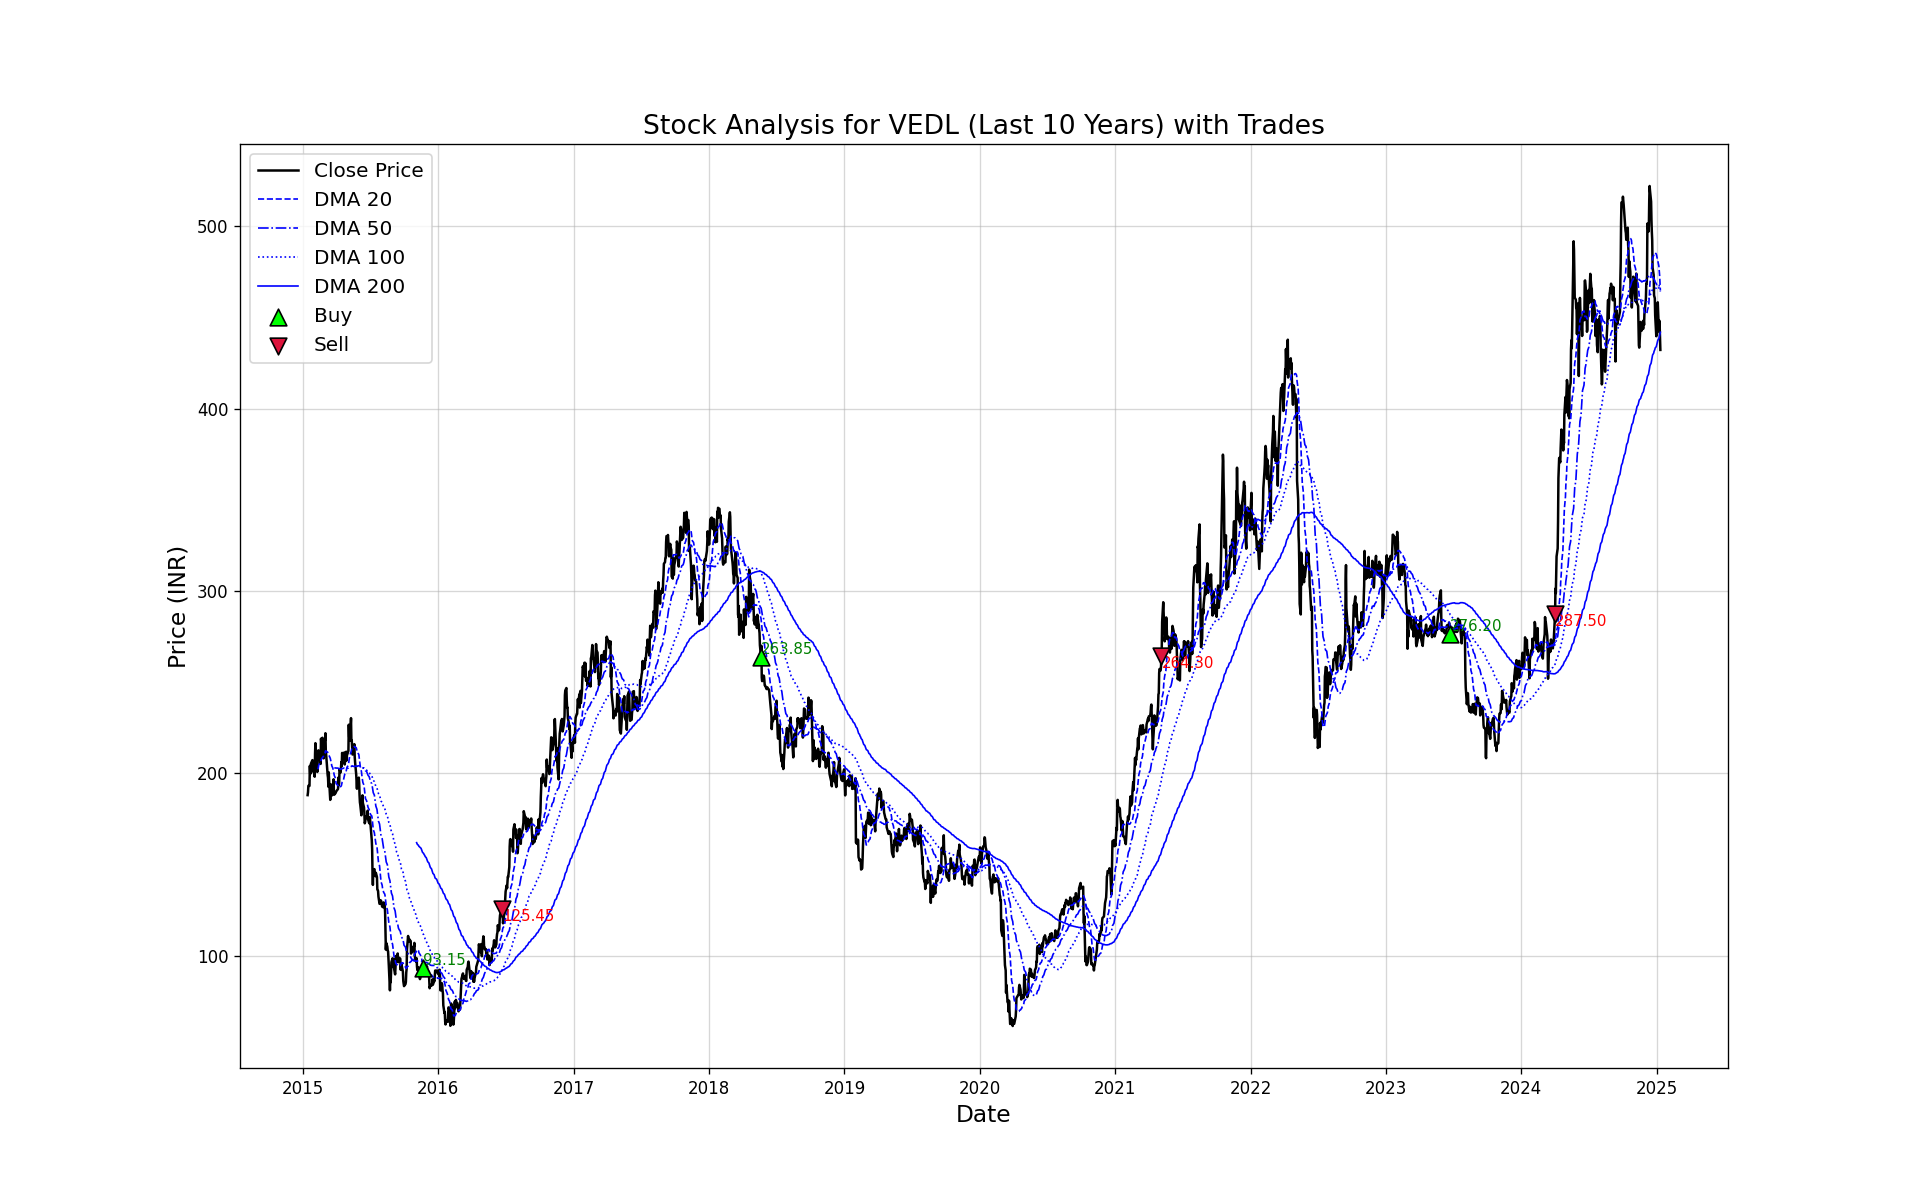 Stock Analysis for VEDL (Last 10 Years) with Trades
Close Price
DMA 20
DMA 50
DMA 100
DMA 200
Buy
Sell
Price (INR)
500
400
300
200
100
93.15
125.45
263.85
264.30
276.20
287.50
2015
2016
2017
2018
2019
2020
2021
2022
2023
2024
2025
Date